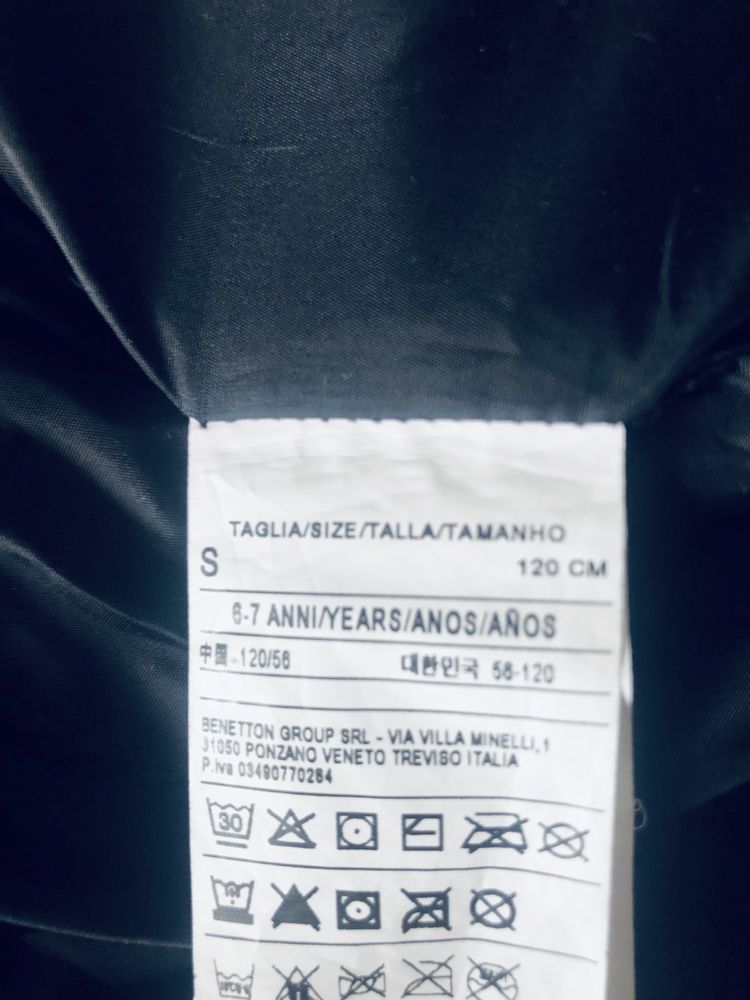 TAGLIA/SIZE/TALLA/TAMANHO
S 120 CM
6-7 ANNI/YEARS/ANOS/AÑOS
中国 120/56 대한민국 56-120
BENETTON GROUP SRL - VIA VILLA MINELLI,1
31050 PONZANO VENETO TREVISO ITALIA
P.iva 03490770264
30